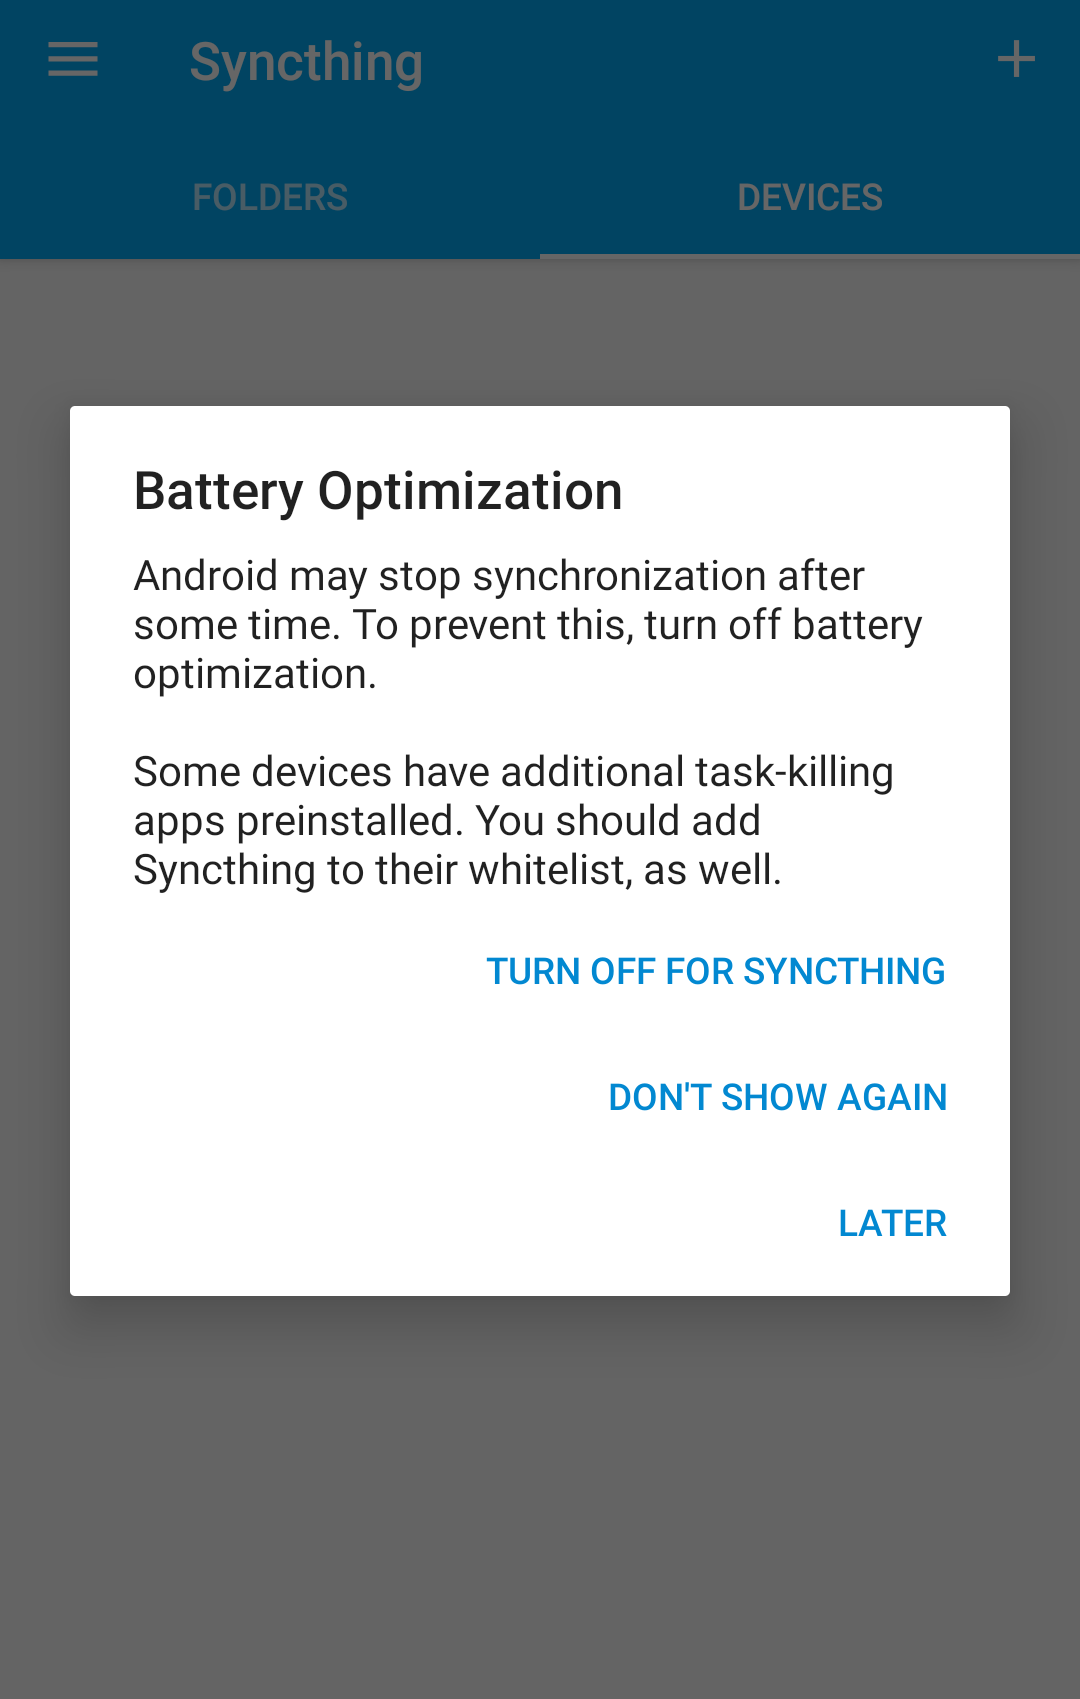 Syncthing
FOLDERS
DEVICES
Battery Optimization
Android may stop synchronization after
some time. To prevent this, turn off battery
optimization.
Some devices have additional task-killing
apps preinstalled. You should add
Syncthing to their whitelist, as well.
TURN OFF FOR SYNCTHING
DON'T SHOW AGAIN
LATER